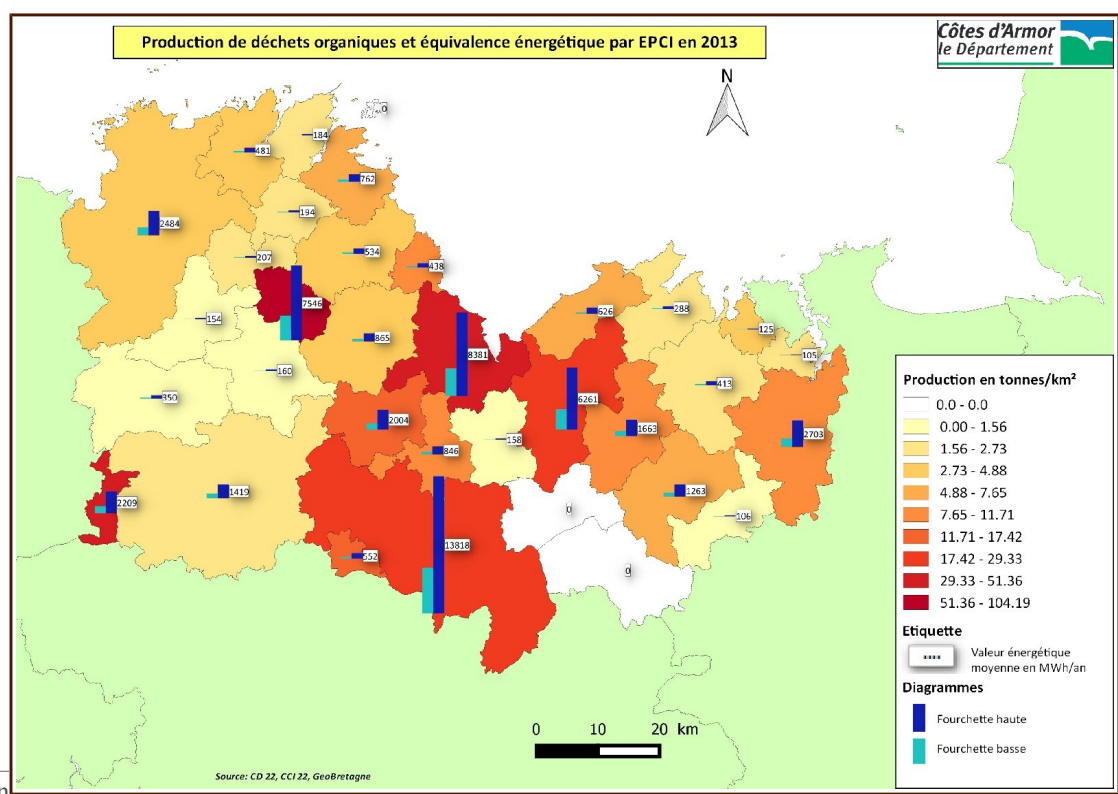 Production de déchets organiques et équivalence énergétique par EPCI en 2013
Côtes d'Armor
le Département
N
0
184
481
762
194
2484
534
207
438
7546
626
288
154
125
865
8381
105
160
413
350
6261
2004
1663
2703
158
846
1419
1263
2209
0
106
13818
552
0
Production en tonnes/km²
0.0 - 0.0
0.00 - 1.56
1.56 - 2.73
2.73 - 4.88
4.88 - 7.65
7.65 - 11.71
11.71 - 17.42
17.42 - 29.33
29.33 - 51.36
51.36 - 104.19
Etiquette
Valeur énergétique
moyenne en MWh/an
Diagrammes
Fourchette haute
Fourchette basse
0 10 20 km
Source: CD 22, CCI 22, GeoBretagne